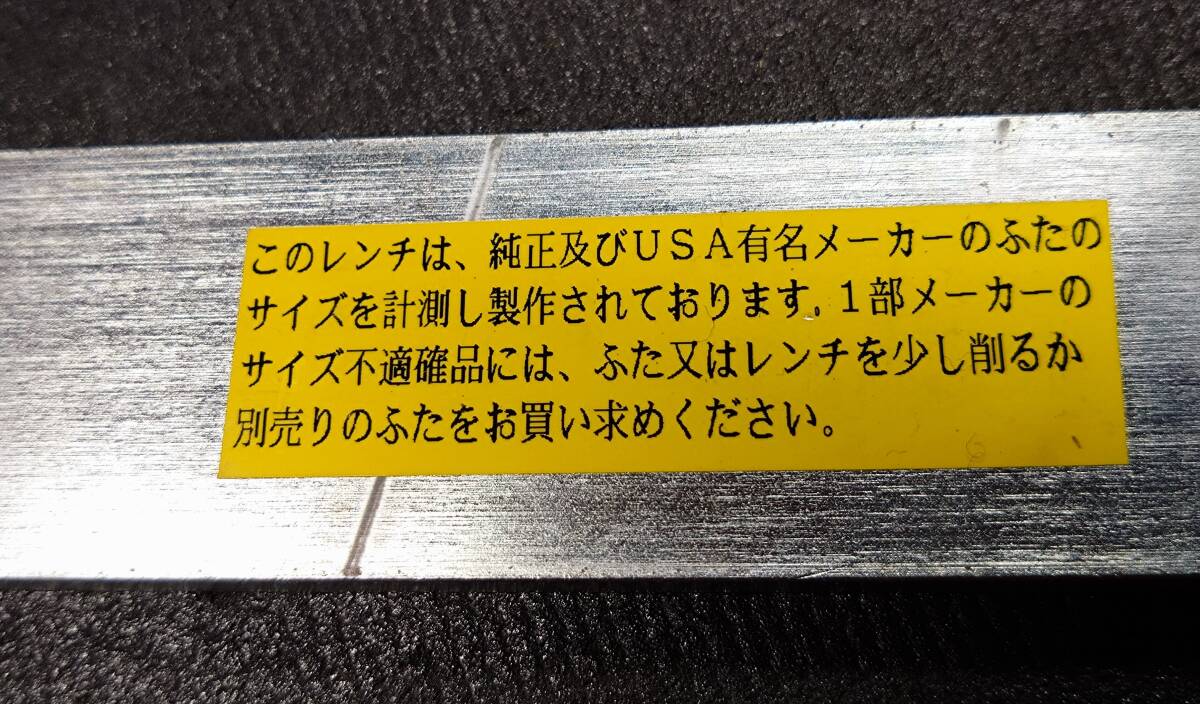 このレンチは、純正及びＵＳＡ有名メーカーのふたの
サイズを計測し製作されております。１部メーカーの
サイズ不適確品には、ふた又はレンチを少し削るか
別売りのふたをお買い求めください。